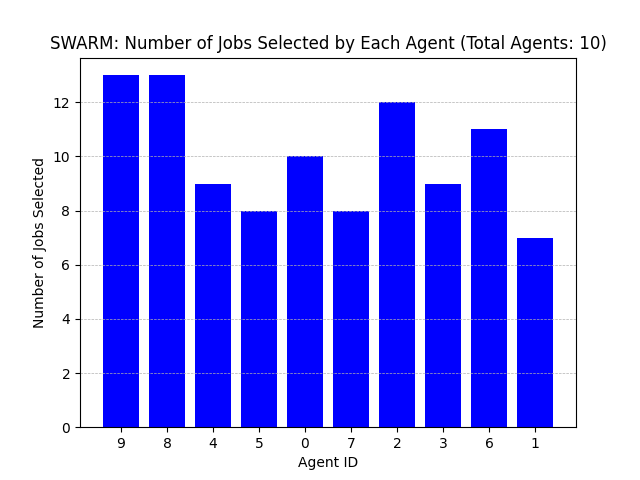 SWARM: Number of Jobs Selected by Each Agent (Total Agents: 10)
Number of Jobs Selected
12
10
8
6
4
2
0
9 8 4 5 0 7 2 3 6 1
Agent ID